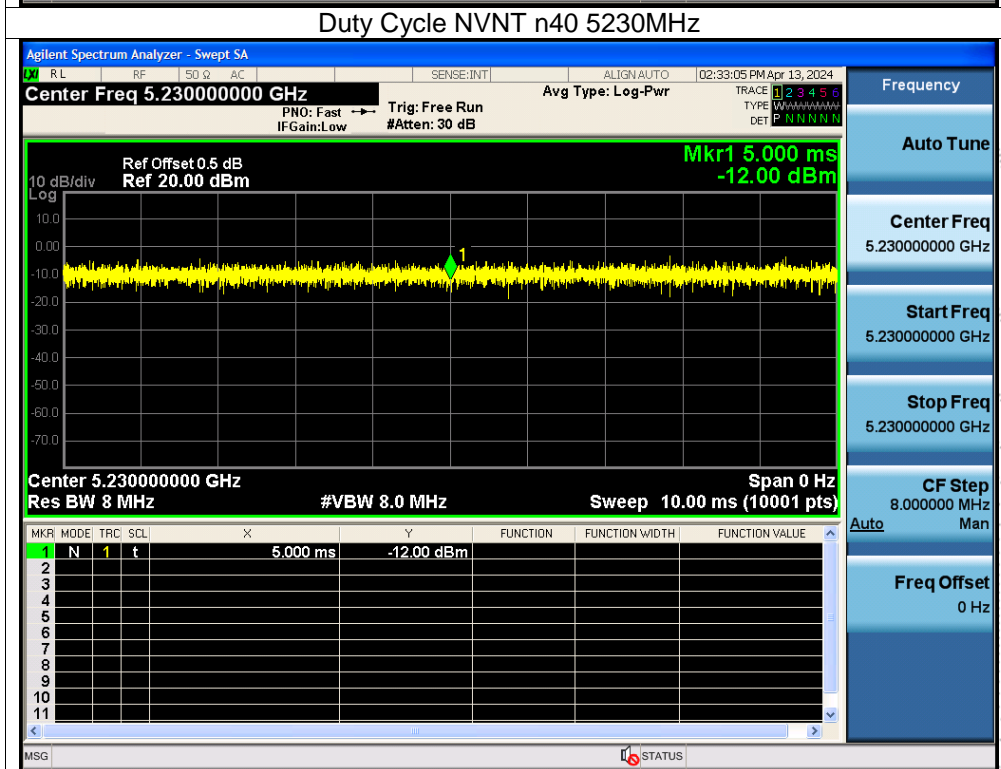 Duty Cycle NVNT n40 5230MHz
Agilent Spectrum Analyzer - Swept SA
LXI RL RF 50 Ω AC SENSE:INT ALIGN AUTO 02:33:05 PM Apr 13, 2024
Center Freq 5.230000000 GHz
PNO: Fast
IFGain:Low
Trig: Free Run
#Atten: 30 dB
Avg Type: Log-Pwr
TRACE 1 2 3 4 5 6
TYPE WWWWWW
DET P N N N N N
Ref Offset 0.5 dB
Ref 20.00 dBm
10 dB/div
Log
Mkr1 5.000 ms
-12.00 dBm
10.0
0.00
-10.0
-20.0
-30.0
-40.0
-50.0
-60.0
-70.0
1
Center 5.230000000 GHz
Span 0 Hz
Res BW 8 MHz
#VBW 8.0 MHz
Sweep 10.00 ms (10001 pts)
MKR MODE TRC SCL X Y FUNCTION FUNCTION WIDTH FUNCTION VALUE
1 N 1 t 5.000 ms -12.00 dBm
2
3
4
5
6
7
8
9
10
11
MSG
STATUS
Frequency
Auto Tune
Center Freq
5.230000000 GHz
Start Freq
5.230000000 GHz
Stop Freq
5.230000000 GHz
CF Step
8.000000 MHz
Auto Man
Freq Offset
0 Hz